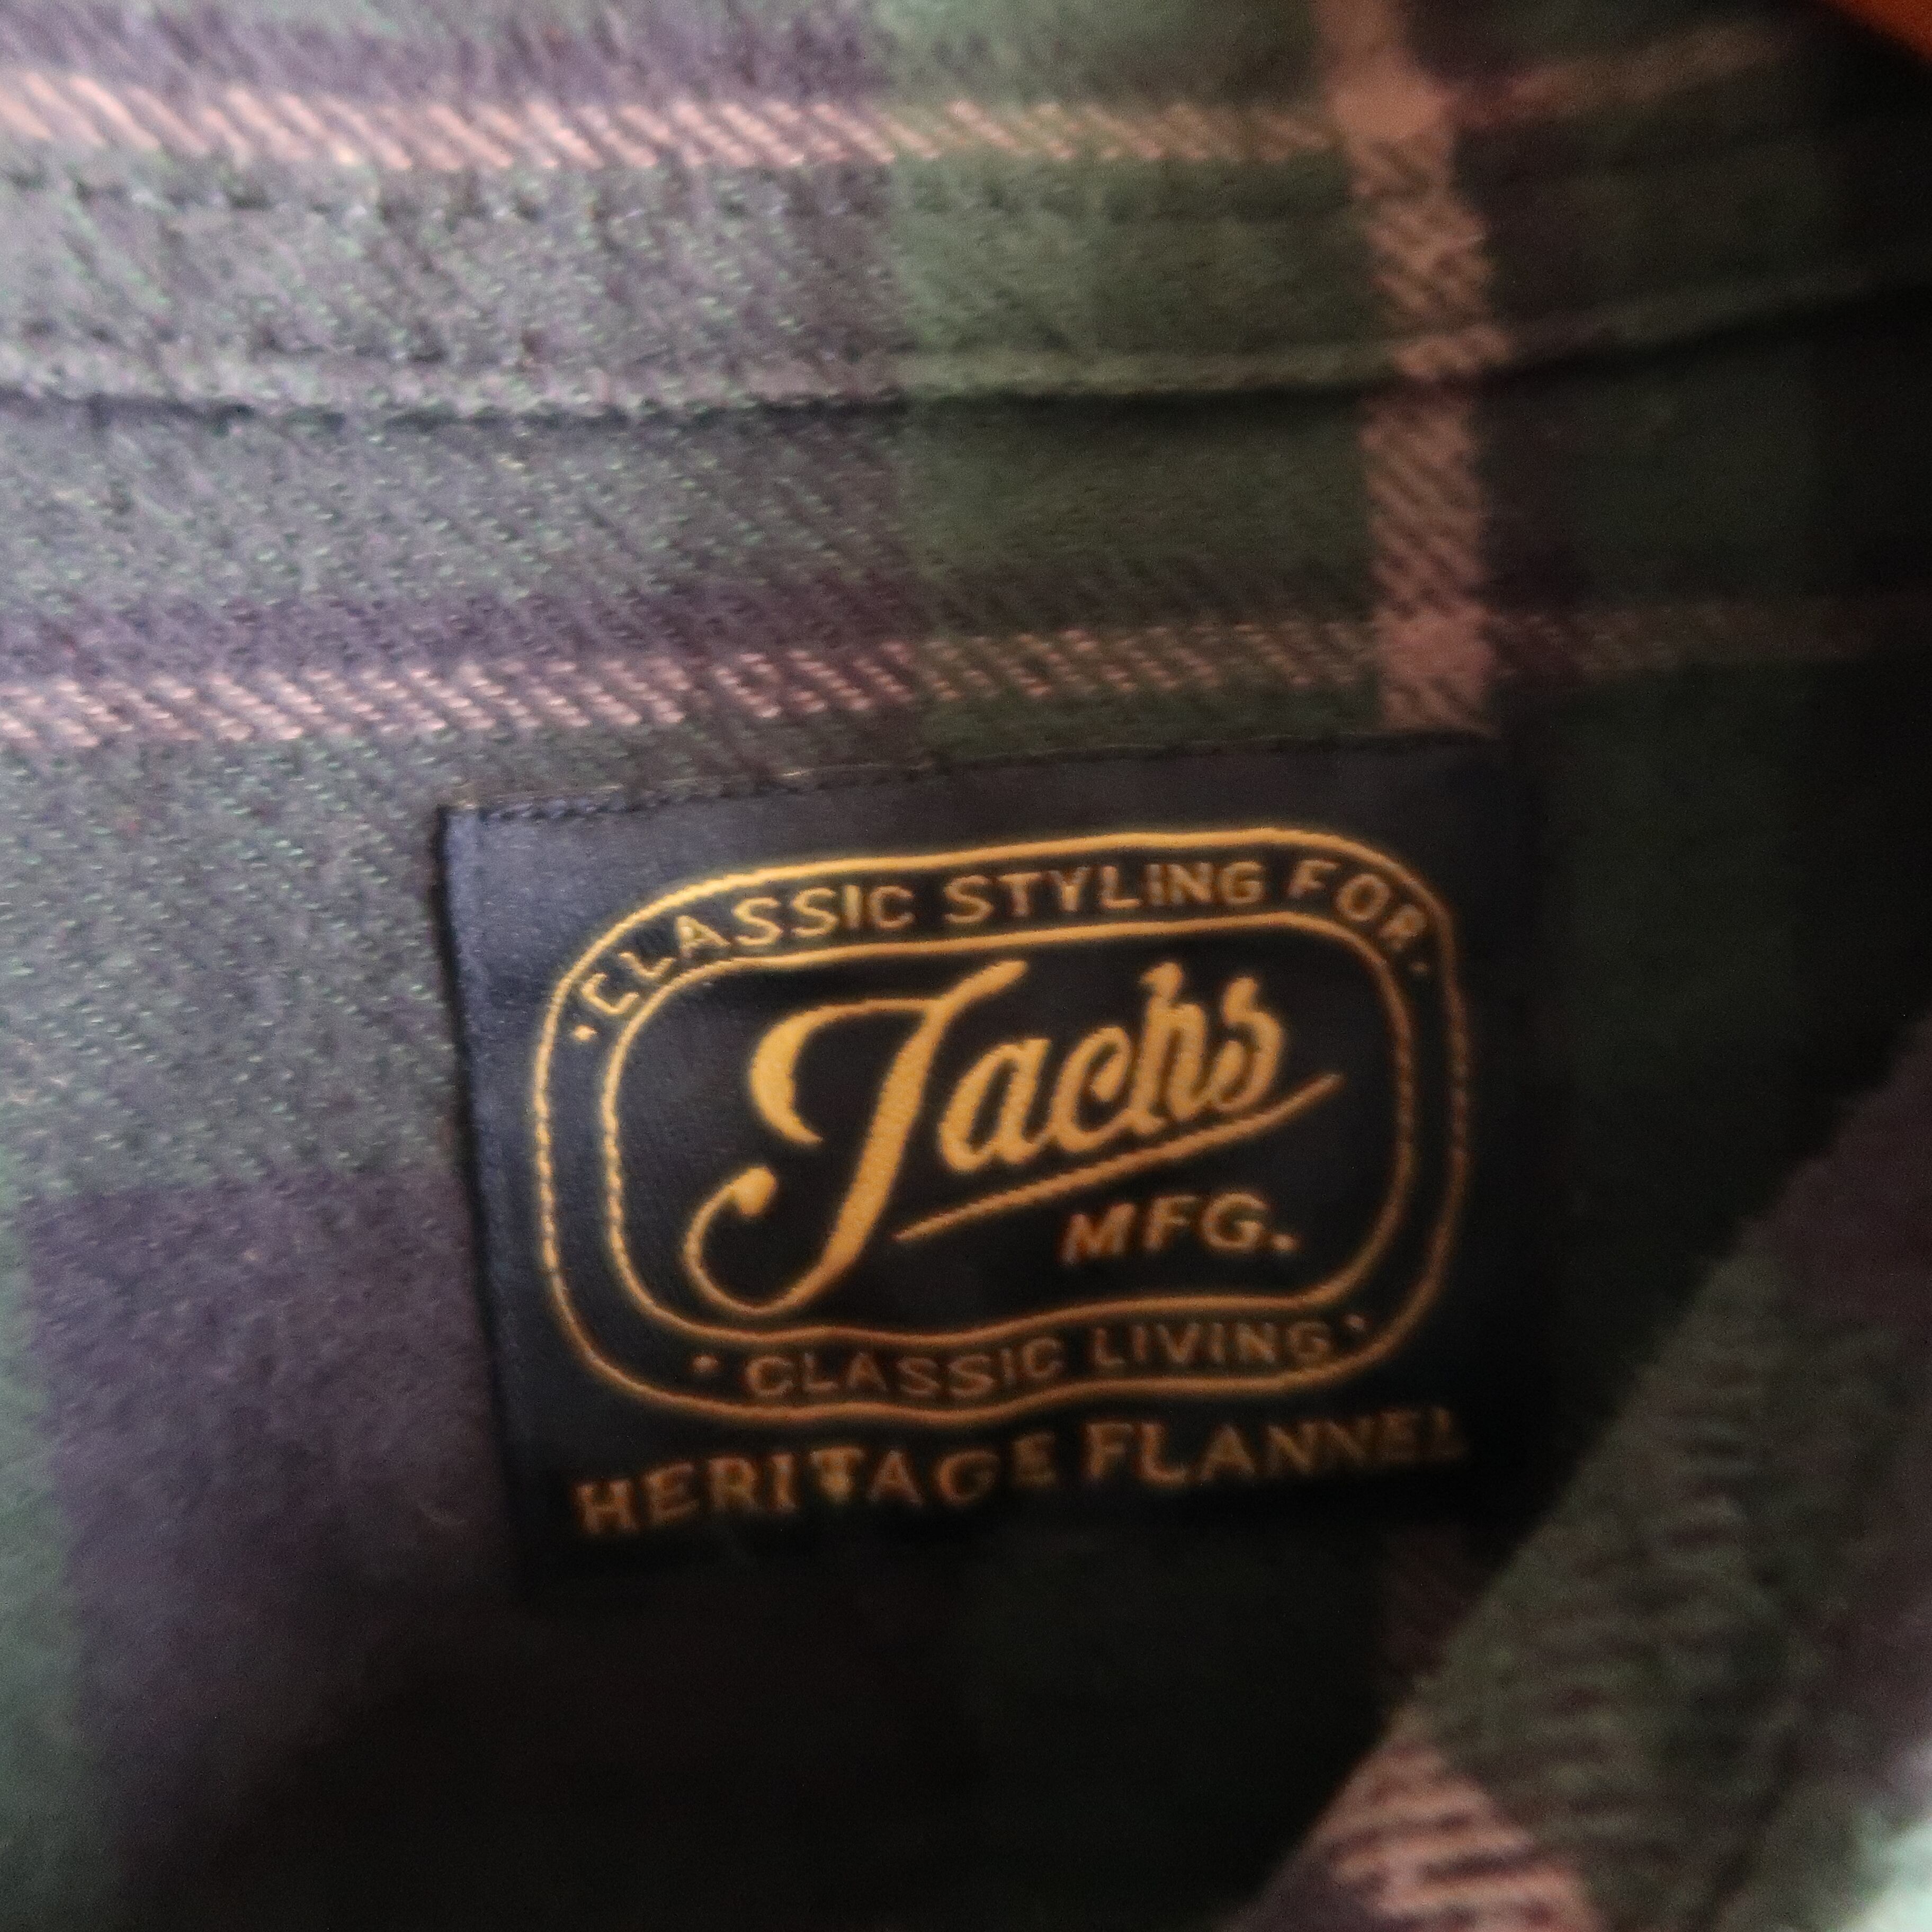 CLASSIC STYLING FOR
Jachs
MFG.
CLASSIC LIVING
HERITAGE FLANNEL